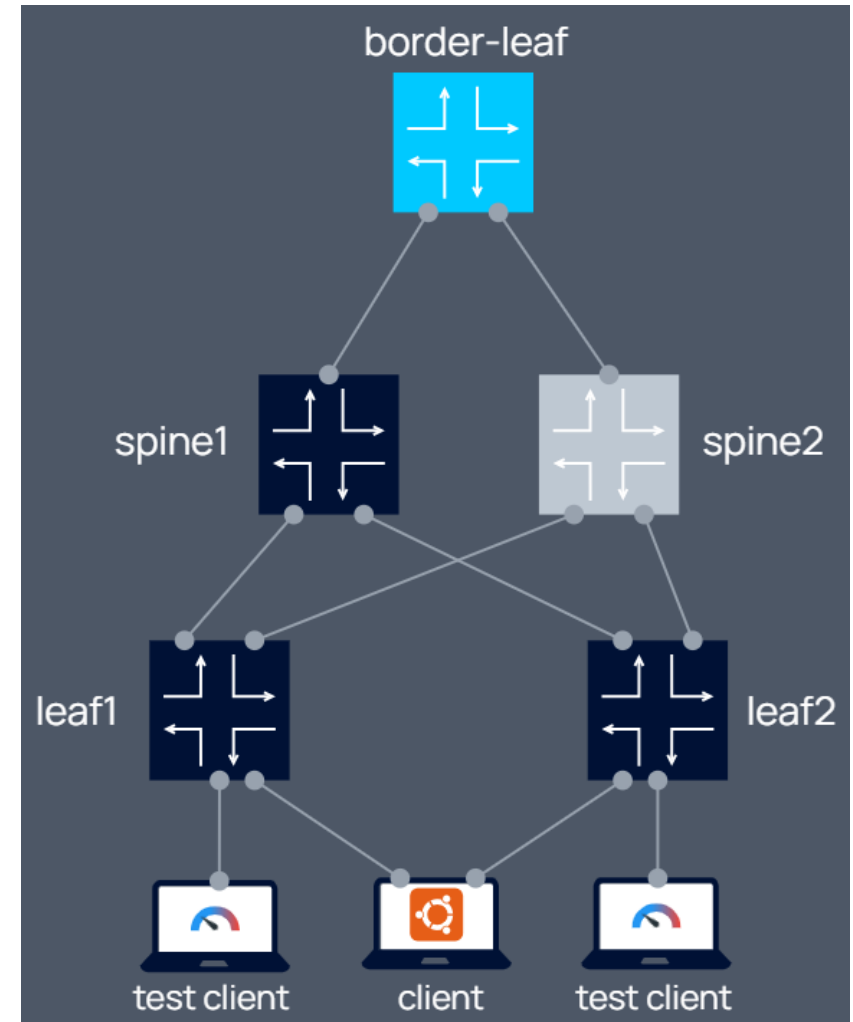 border-leaf
spine1
spine2
leaf1
leaf2
test client
client
test client